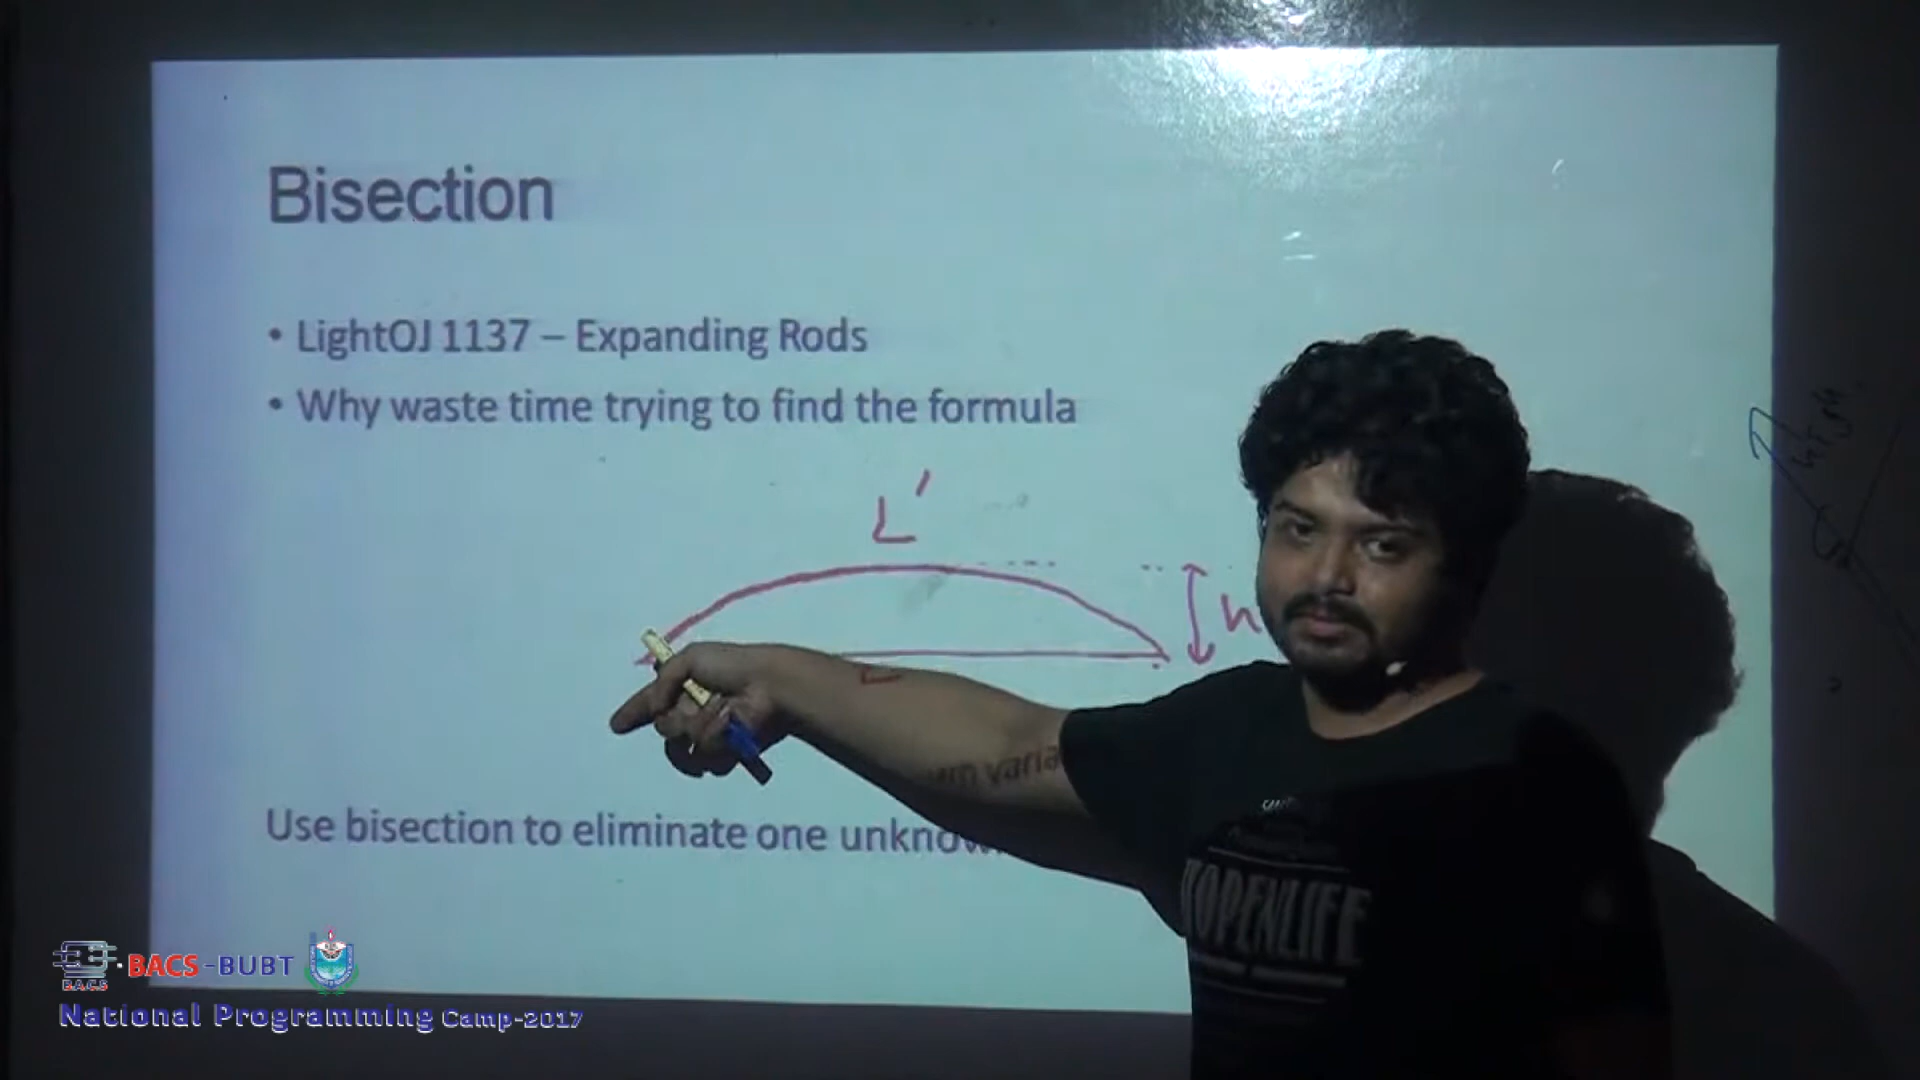 Bisection
• LightOJ 1137 – Expanding Rods
• Why waste time trying to find the formula
L'
h
L
Use bisection to eliminate one
KOPENLIFE
B.A.C.S
BACS-BUBT
National Programming Camp-2017